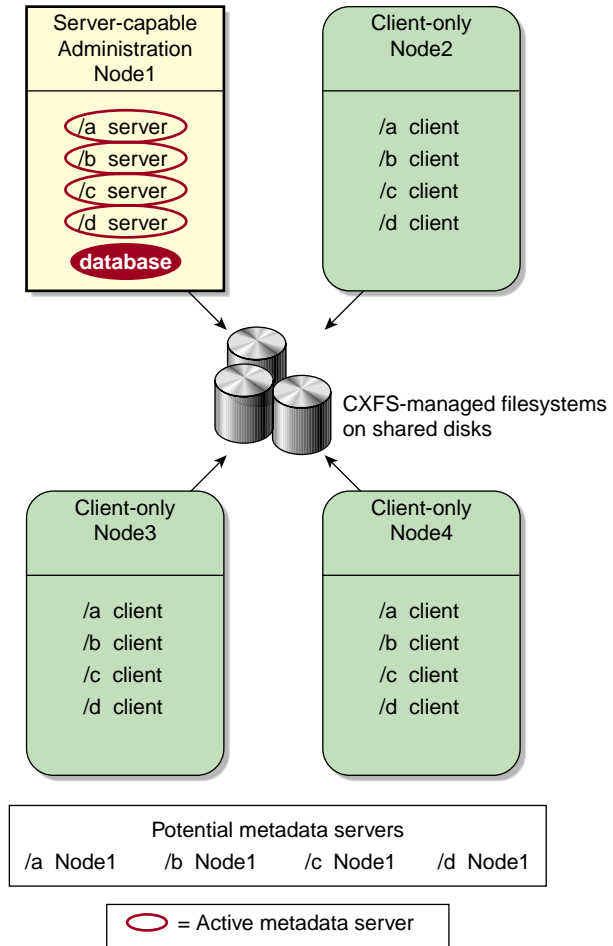 Server-capable
Administration
Node1
/a server
/b server
/c server
/d server
database
Client-only
Node2
/a client
/b client
/c client
/d client
CXFS-managed filesystems
on shared disks
Client-only
Node3
/a client
/b client
/c client
/d client
Client-only
Node4
/a client
/b client
/c client
/d client
Potential metadata servers
/a Node1 /b Node1 /c Node1 /d Node1
= Active metadata server